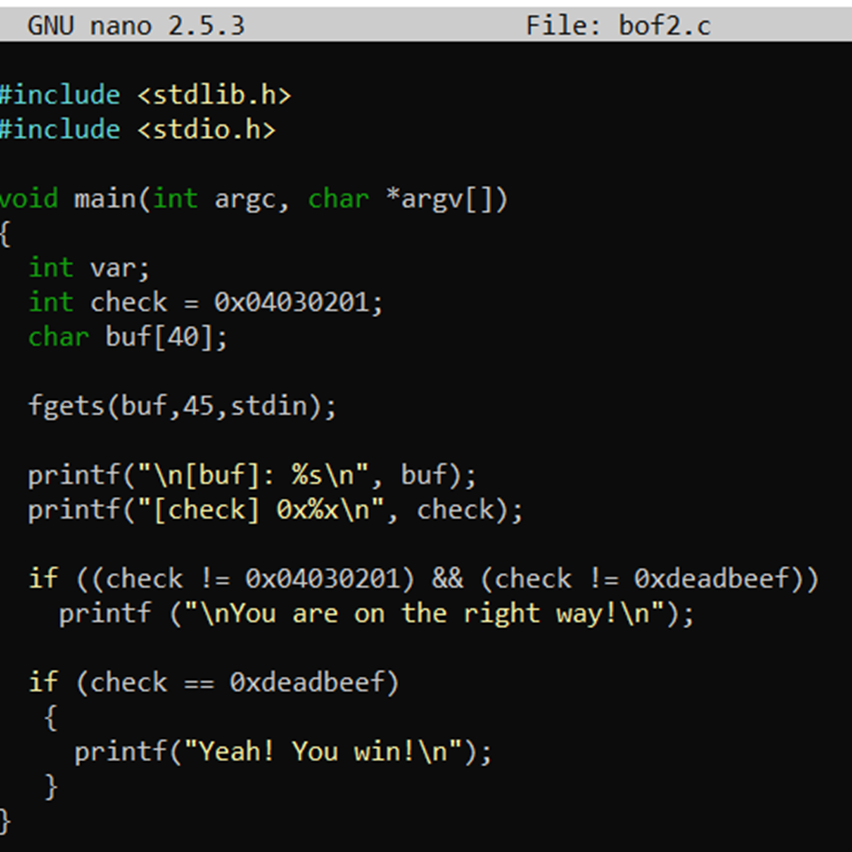 GNU nano 2.5.3 File: bof2.c
#include <stdlib.h>
#include <stdio.h>
void main(int argc, char *argv[])
{
int var;
int check = 0x04030201;
char buf[40];
fgets(buf,45,stdin);
printf("\n[buf]: %s\n", buf);
printf("[check] 0x%x\n", check);
if ((check != 0x04030201) && (check != 0xdeadbeef))
printf ("\nYou are on the right way!\n");
if (check == 0xdeadbeef)
{
printf("Yeah! You win!\n");
}
}